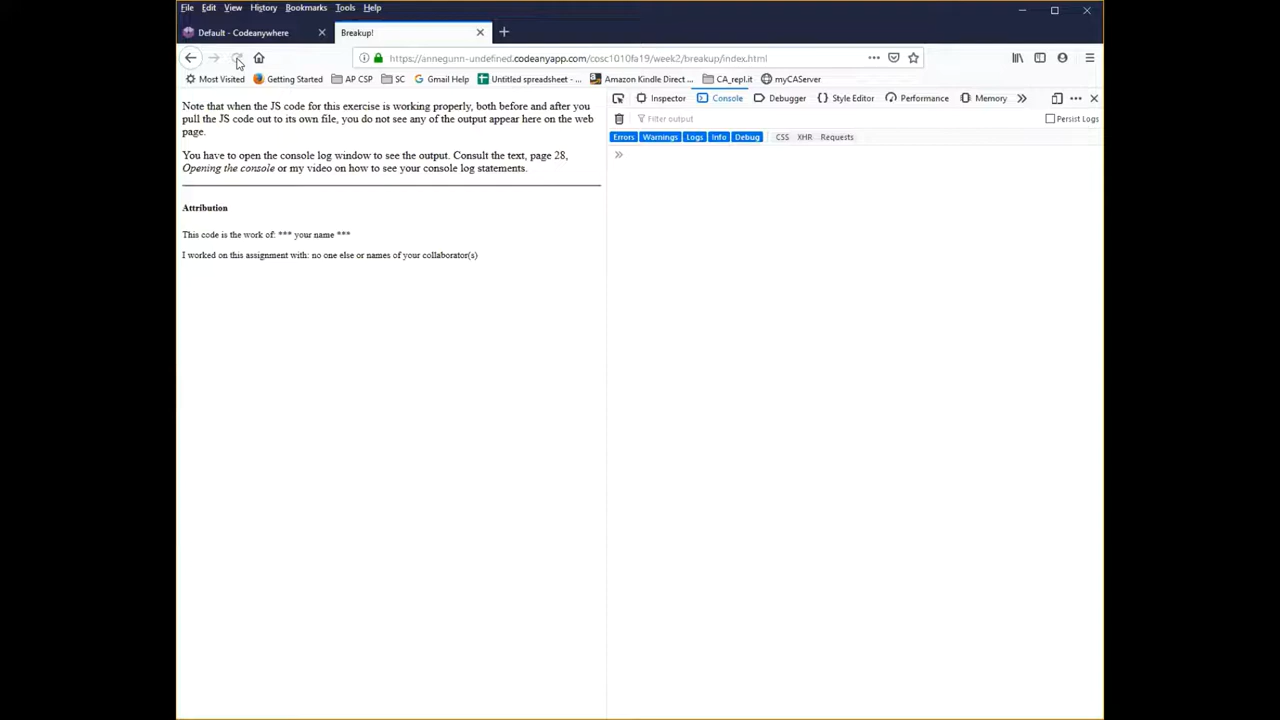 File Edit View History Bookmarks Tools Help
Default - Codeanywhere
Breakup!
https://annegunn-undefined.codeanyapp.com/cosc1010fa19/week2/breakup/index.html
Most Visited Getting Started AP CSP SC Gmail Help Untitled spreadsheet - ... Amazon Kindle Direct ... CA_repl.it myCAServer
Note that when the JS code for this exercise is working properly, both before and after you
pull the JS code out to its own file, you do not see any of the output appear here on the web
page.
You have to open the console log window to see the output. Consult the text, page 28,
Opening the console or my video on how to see your console log statements.
Attribution
This code is the work of: *** your name ***
I worked on this assignment with: no one else or names of your collaborator(s)
Inspector Console Debugger {} Style Editor Performance Memory
Filter output
Persist Logs
Errors Warnings Logs Info Debug CSS XHR Requests